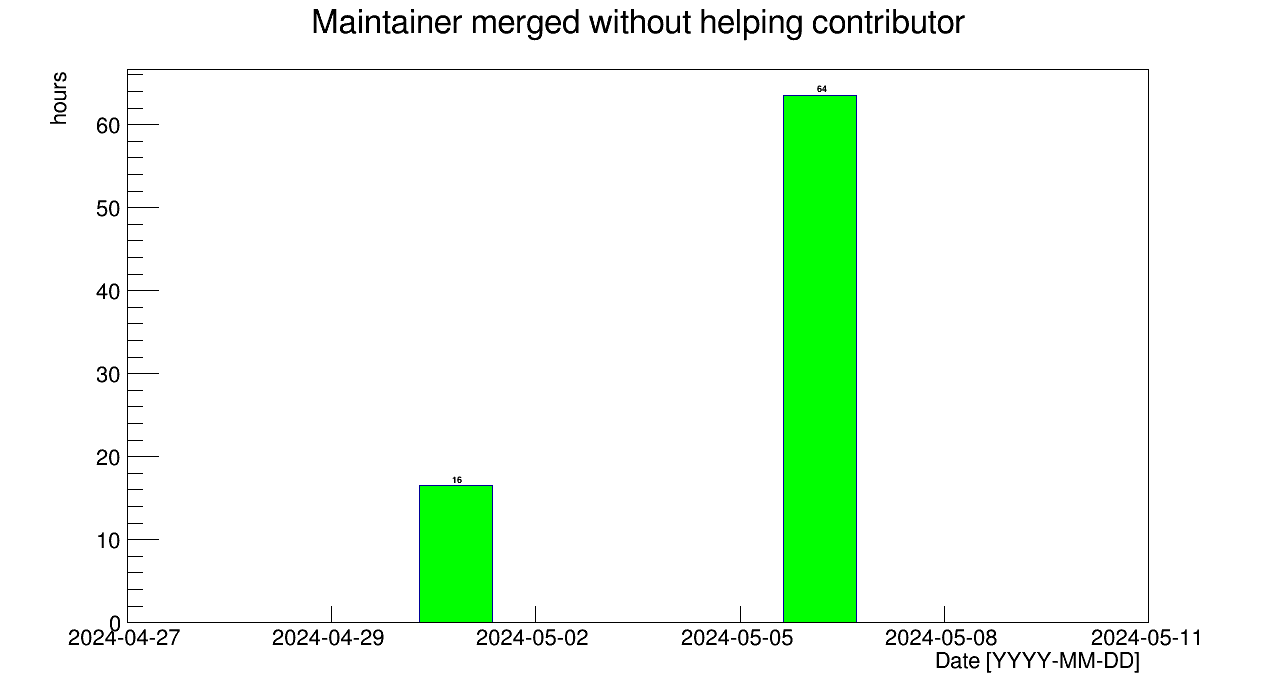 Maintainer merged without helping contributor
hours
60
50
40
30
20
10
0
64
16
2024-04-27 2024-04-29 2024-05-02 2024-05-05 2024-05-08 2024-05-11
Date [YYYY-MM-DD]